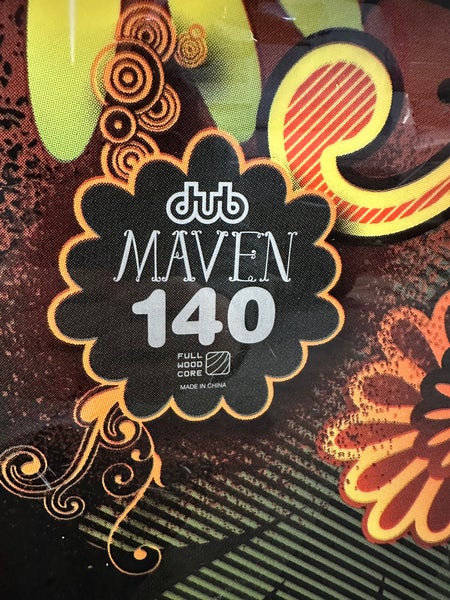 dub
MAVEN
140
FULL
WOOD
CORE
MADE IN CHINA